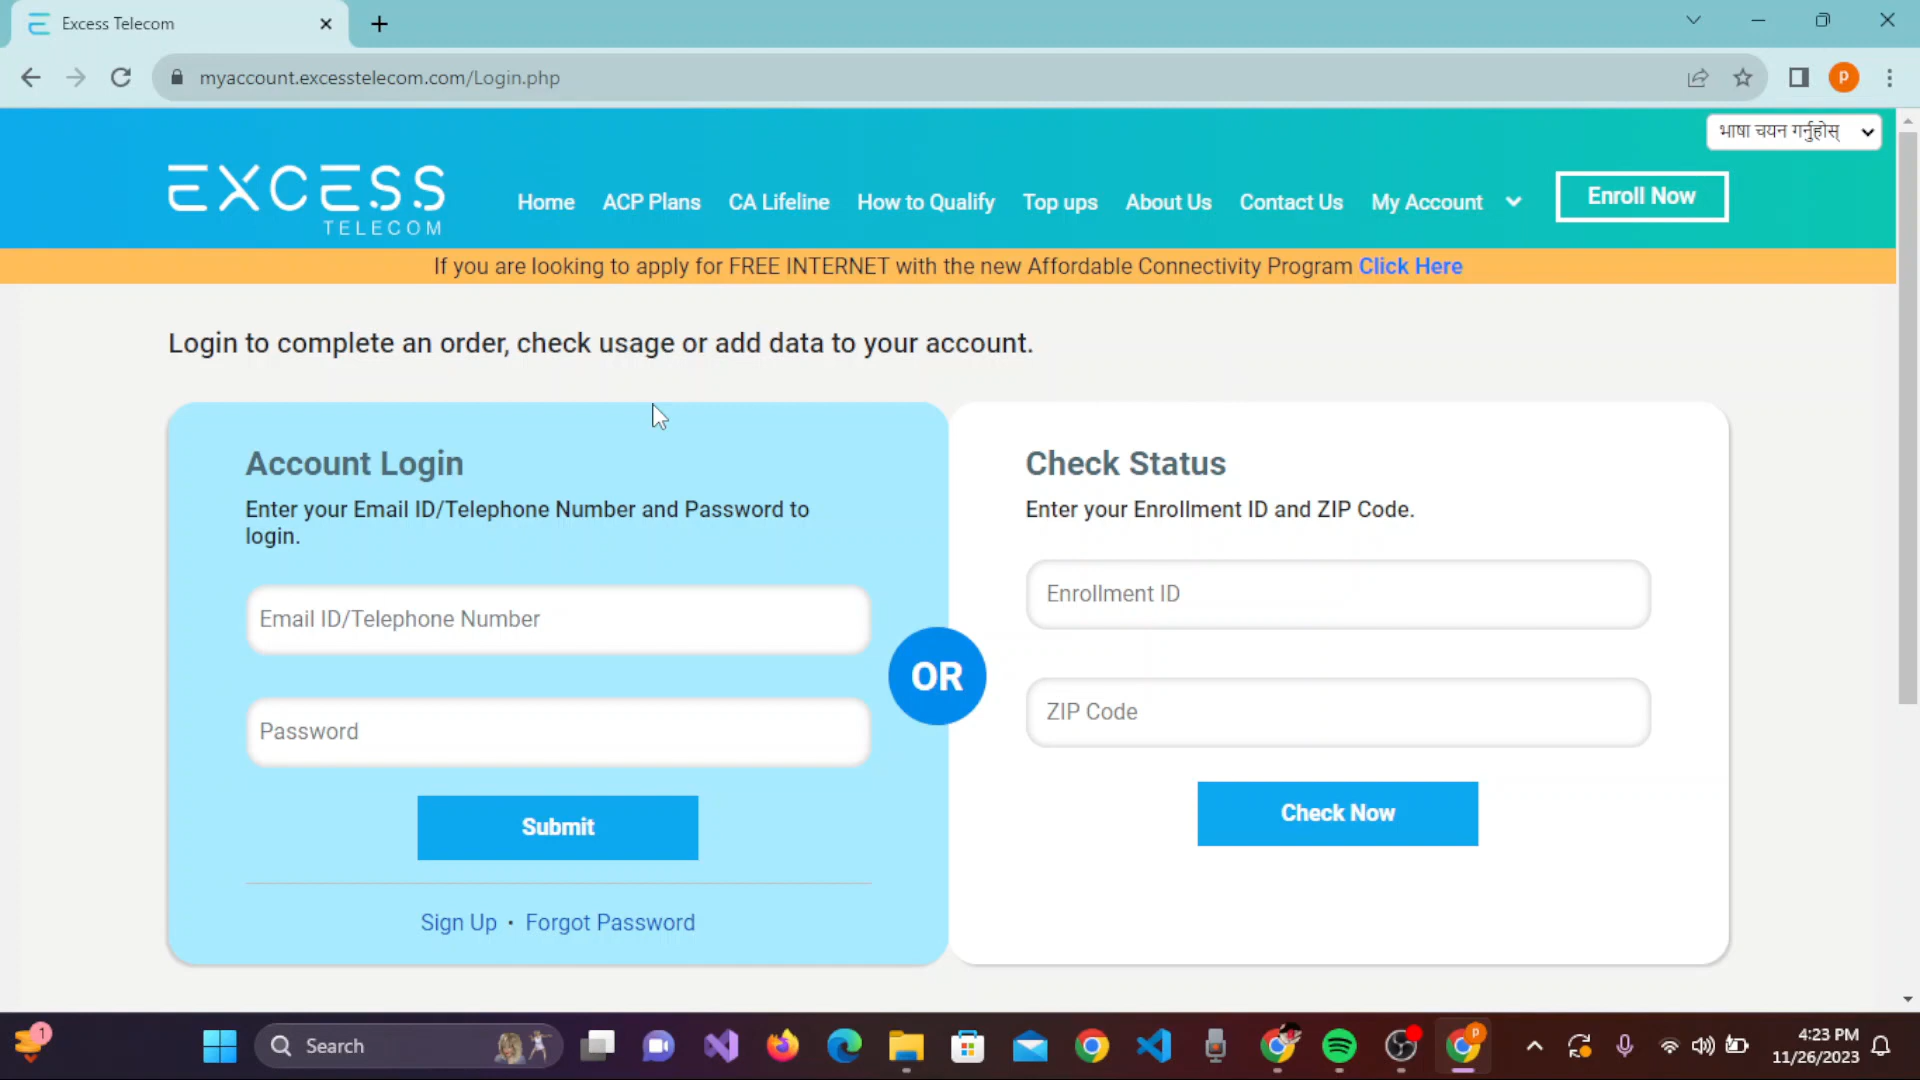 Excess Telecom
myaccount.excesstelecom.com/Login.php
P
भाषा चयन गर्नुहोस्
EXCESS
TELECOM
Home ACP Plans CA Lifeline How to Qualify Top ups About Us Contact Us My Account Enroll Now
If you are looking to apply for FREE INTERNET with the new Affordable Connectivity Program Click Here
Login to complete an order, check usage or add data to your account.
Account Login
Enter your Email ID/Telephone Number and Password to
login.
Email ID/Telephone Number
Password
Submit
Sign Up • Forgot Password
OR
Check Status
Enter your Enrollment ID and ZIP Code.
Enrollment ID
ZIP Code
Check Now
1
Search
P
4:23 PM
11/26/2023